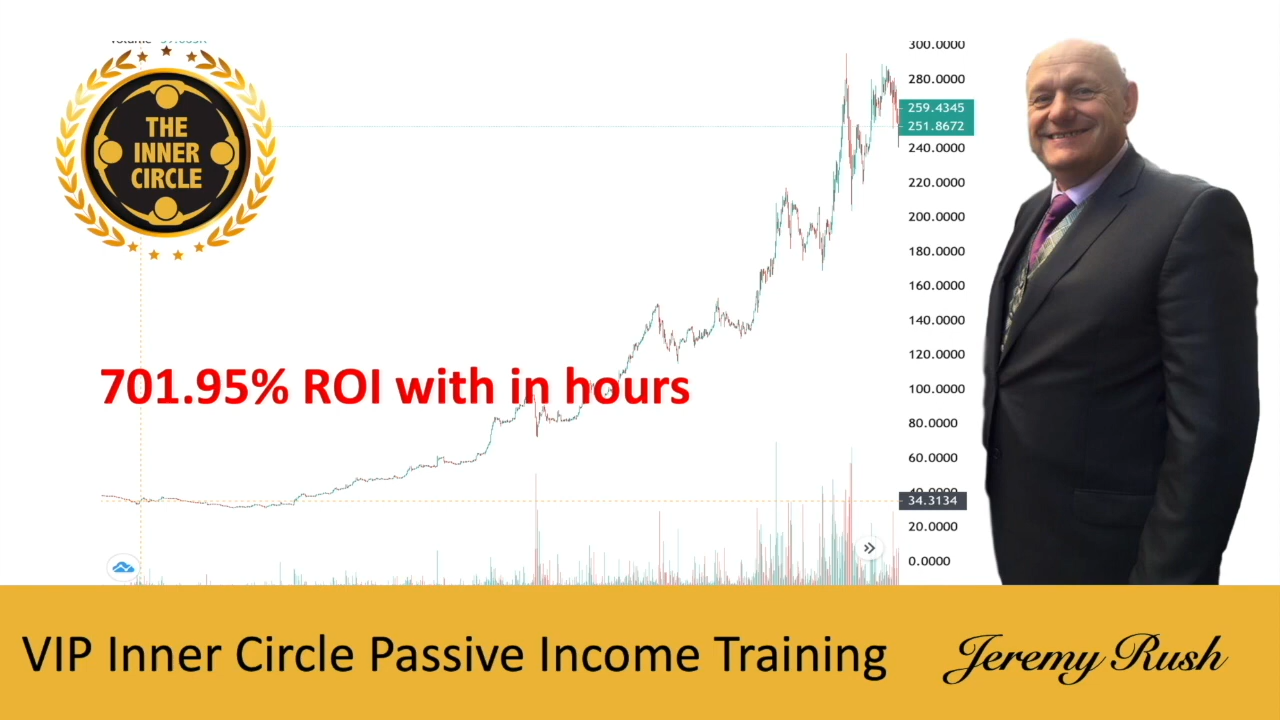 THE
INNER
CIRCLE
300.0000
280.0000
259.4345
251.8672
240.0000
220.0000
200.0000
180.0000
160.0000
140.0000
120.0000
701.95% ROI with in hours
100.0000
80.0000
60.0000
34.3134
20.0000
0.0000
VIP Inner Circle Passive Income Training
Jeremy Rush